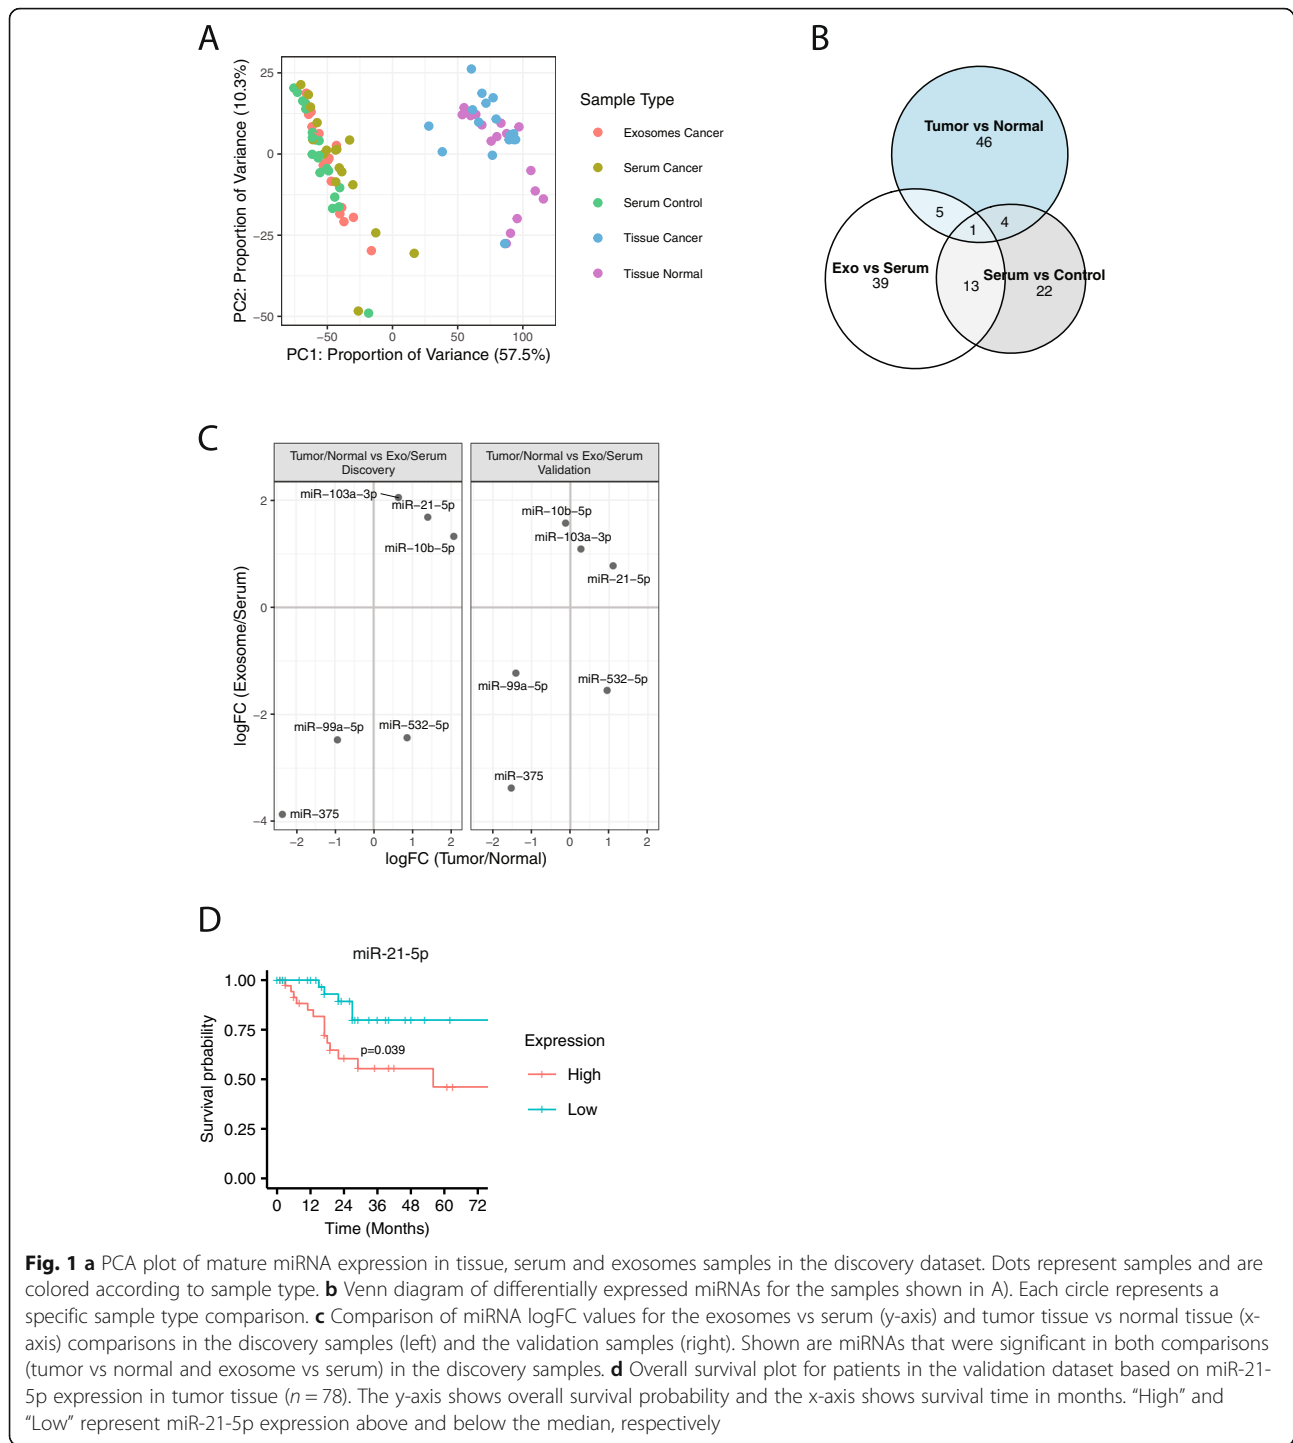 A
PC2: Proportion of Variance (10.3%)
25
0
−25
−50
−50
0
50
100
PC1: Proportion of Variance (57.5%)
Sample Type
Exosomes Cancer
Serum Cancer
Serum Control
Tissue Cancer
Tissue Normal
B
Tumor vs Normal
46
5
4
1
Exo vs Serum
39
13
Serum vs Control
22
C
logFC (Exosome/Serum)
Tumor/Normal vs Exo/Serum
Discovery
2
0
−2
−4
miR−103a−3p
miR−21−5p
miR−10b−5p
miR−99a−5p
miR−532−5p
miR−375
−2
−1
0
1
2
Tumor/Normal vs Exo/Serum
Validation
miR−10b−5p
miR−103a−3p
miR−21−5p
miR−99a−5p
miR−532−5p
miR−375
−2
−1
0
1
2
logFC (Tumor/Normal)
D
miR-21-5p
Survival prbability
1.00
0.75
0.50
0.25
0.00
p=0.039
0
12
24
36
48
60
72
Time (Months)
Expression
High
Low
Fig. 1 a PCA plot of mature miRNA expression in tissue, serum and exosomes samples in the discovery dataset. Dots represent samples and are
colored according to sample type. b Venn diagram of differentially expressed miRNAs for the samples shown in A). Each circle represents a
specific sample type comparison. c Comparison of miRNA logFC values for the exosomes vs serum (y-axis) and tumor tissue vs normal tissue (x-
axis) comparisons in the discovery samples (left) and the validation samples (right). Shown are miRNAs that were significant in both comparisons
(tumor vs normal and exosome vs serum) in the discovery samples. d Overall survival plot for patients in the validation dataset based on miR-21-
5p expression in tumor tissue (n = 78). The y-axis shows overall survival probability and the x-axis shows survival time in months. “High” and
“Low” represent miR-21-5p expression above and below the median, respectively